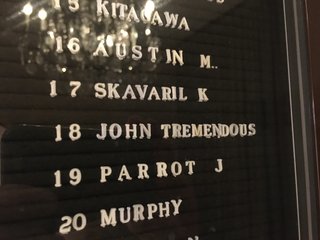 15 KITAGAWA
16 AUSTIN M..
17 SKAVARIL K
18 JOHN TREMENDOUS
19 PARROT J
20 MURPHY